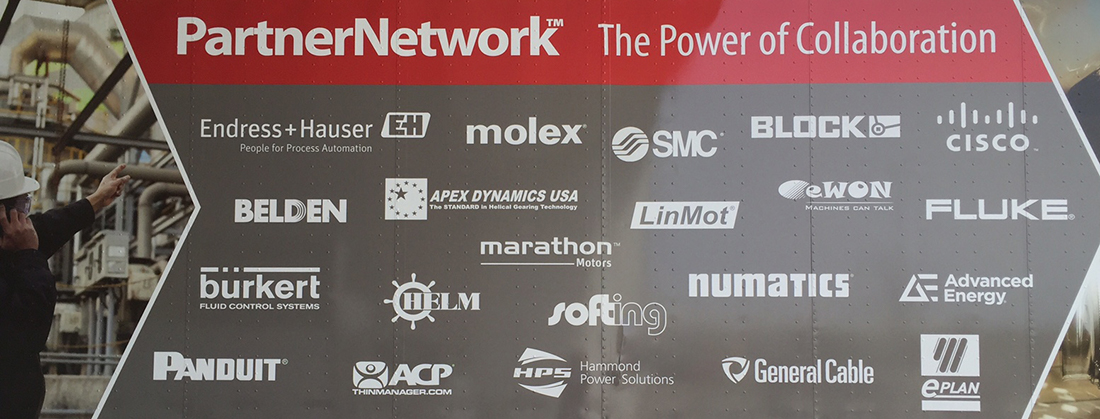 PartnerNetwork™ The Power of Collaboration
Endress+Hauser EH
People for Process Automation
molex®
SMC®
BLOCK
CISCO™
BELDEN
APEX DYNAMICS USA
The STANDARD in Helical Gearing Technology
LinMot®
eWON
MACHINES CAN TALK
FLUKE®
marathon™
Motors
bürkert
FLUID CONTROL SYSTEMS
HELM
softing
numatics®
AE Advanced
Energy
PANDUIT®
ACP
THINMANAGER.COM
HPS Hammond
Power Solutions
General Cable
ePLAN